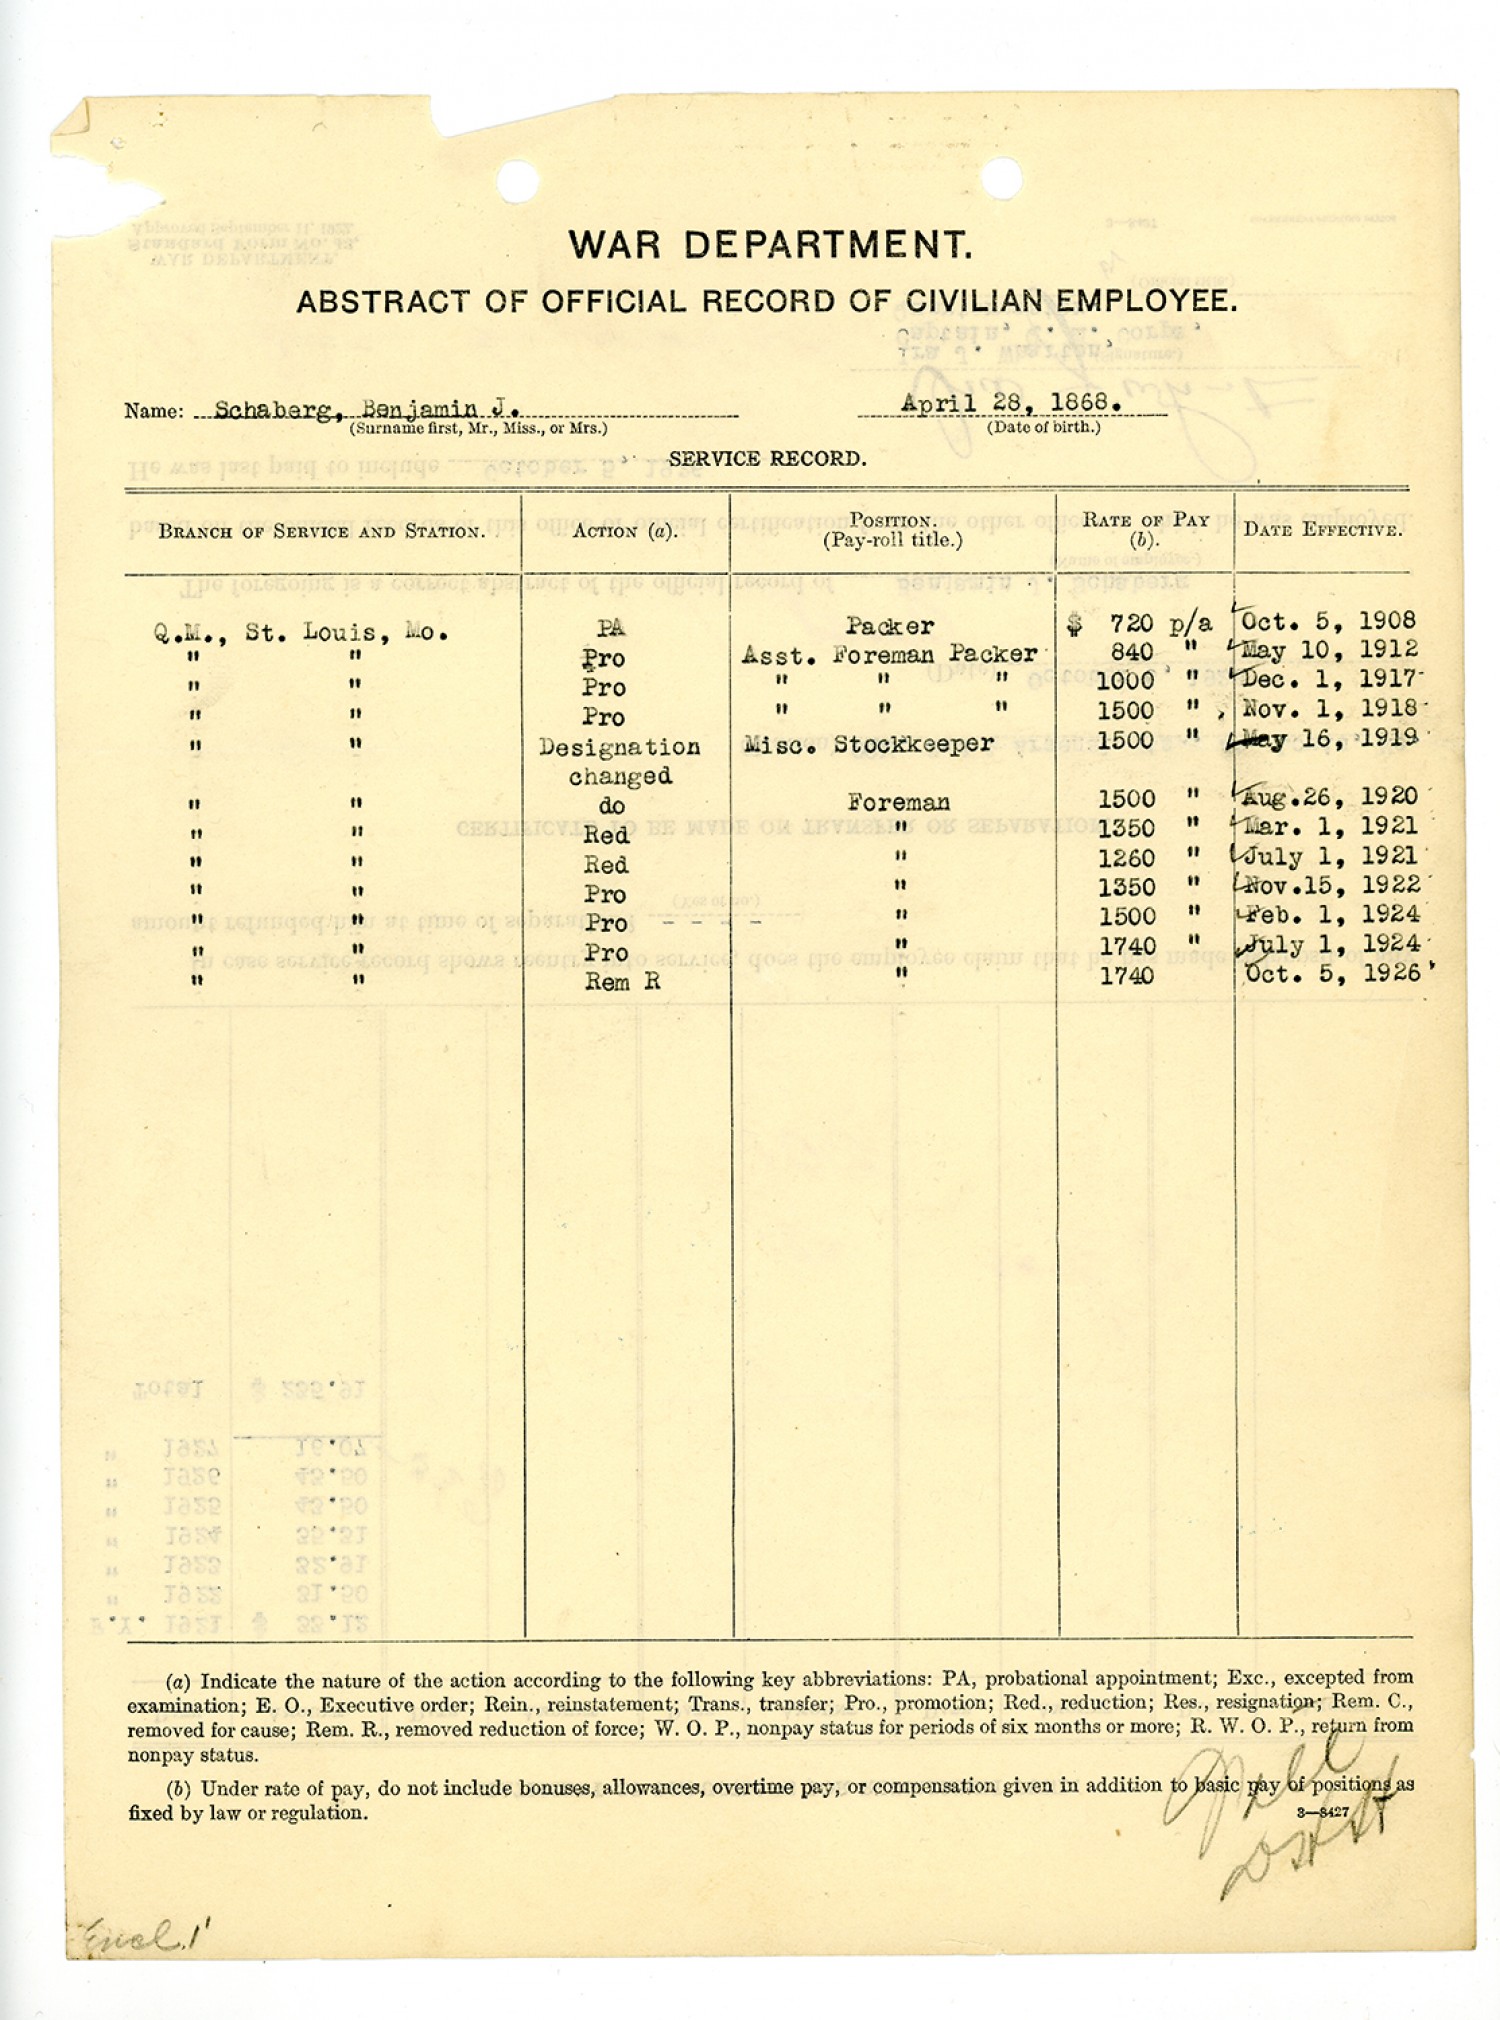 WAR DEPARTMENT.
ABSTRACT OF OFFICIAL RECORD OF CIVILIAN EMPLOYEE.
Name: Schaberg, Benjamin J. April 28, 1868.
(Surname first, Mr., Miss., or Mrs.) (Date of birth.)
SERVICE RECORD.
BRANCH OF SERVICE AND STATION. ACTION (a). POSITION. (Pay-roll title.) RATE OF PAY (b). DATE EFFECTIVE.
Q.M., St. Louis, Mo. PA Packer $ 720 p/a Oct. 5, 1908
" " Pro Asst. Foreman Packer 840 " May 10, 1912
" " Pro " " " 1000 " Dec. 1, 1917
" " Pro " " " 1500 " Nov. 1, 1918
" " Designation changed Misc. Stockkeeper 1500 " May 16, 1919
" " do Foreman 1500 " Aug.26, 1920
" " Red " 1350 " Mar. 1, 1921
" " Red " 1260 " July 1, 1921
" " Pro " 1350 " Nov.15, 1922
" " Pro - - - - " 1500 " Feb. 1, 1924
" " Pro " 1740 " July 1, 1924
" " Rem R " 1740 Oct. 5, 1926
(a) Indicate the nature of the action according to the following key abbreviations: PA, probational appointment; Exc., excepted from
examination; E. O., Executive order; Rein., reinstatement; Trans., transfer; Pro., promotion; Red., reduction; Res., resignation; Rem. C.,
removed for cause; Rem. R., removed reduction of force; W. O. P., nonpay status for periods of six months or more; R. W. O. P., return from
nonpay status.
(b) Under rate of pay, do not include bonuses, allowances, overtime pay, or compensation given in addition to basic pay of positions as
fixed by law or regulation. 3—8427
Encl. 1